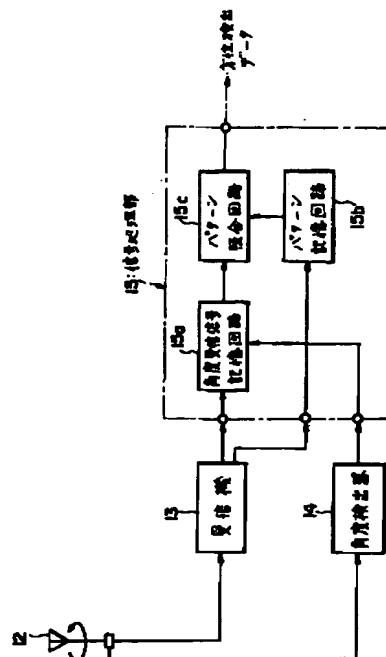 12
13
受信機
14
角度検出器
15:信号処理部
15a
角度受信信号
記憶回路
15c
パターン
照合回路
15b
パターン
記憶回路
方位検出
データ